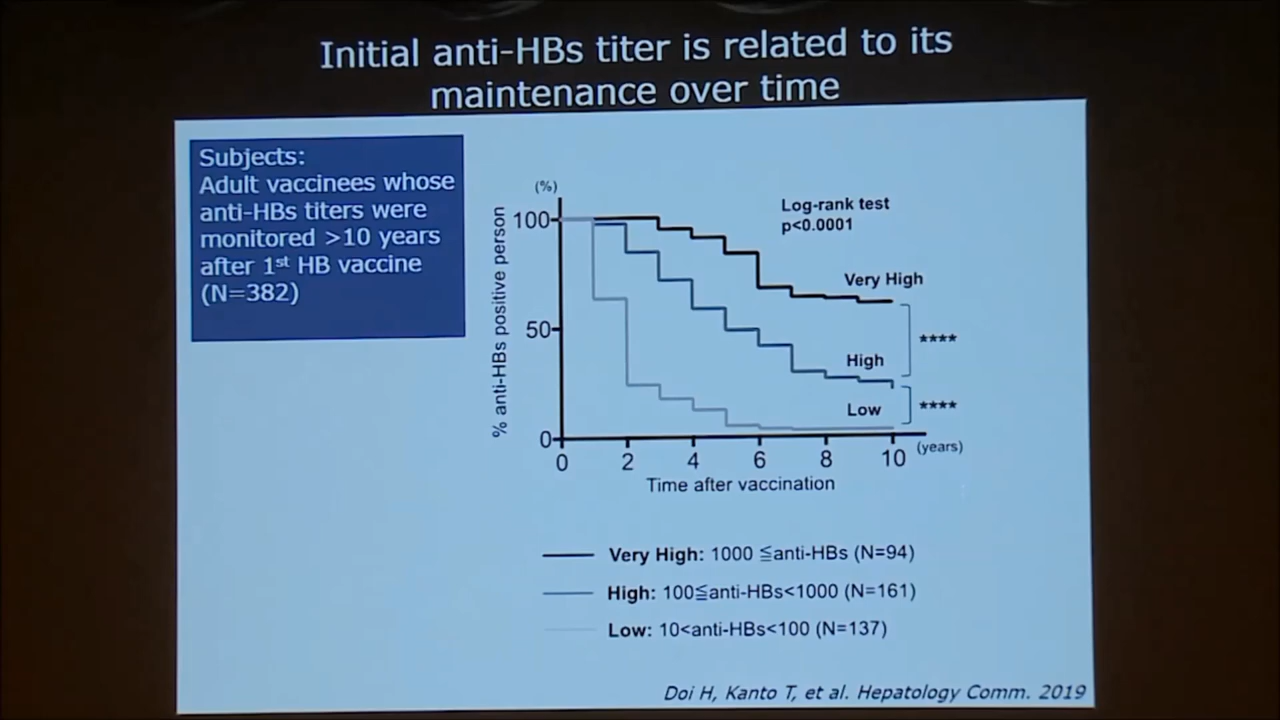 Initial anti-HBs titer is related to its
maintenance over time
Subjects:
Adult vaccinees whose
anti-HBs titers were
monitored >10 years
after 1st HB vaccine
(N=382)
(%)
% anti-HBs positive person
100
50
0
0 2 4 6 8 10
(years)
Time after vaccination
Log-rank test
p<0.0001
Very High
****
High
****
Low
Very High: 1000 ≦anti-HBs (N=94)
High: 100≦anti-HBs<1000 (N=161)
Low: 10<anti-HBs<100 (N=137)
Doi H, Kanto T, et al. Hepatology Comm. 2019